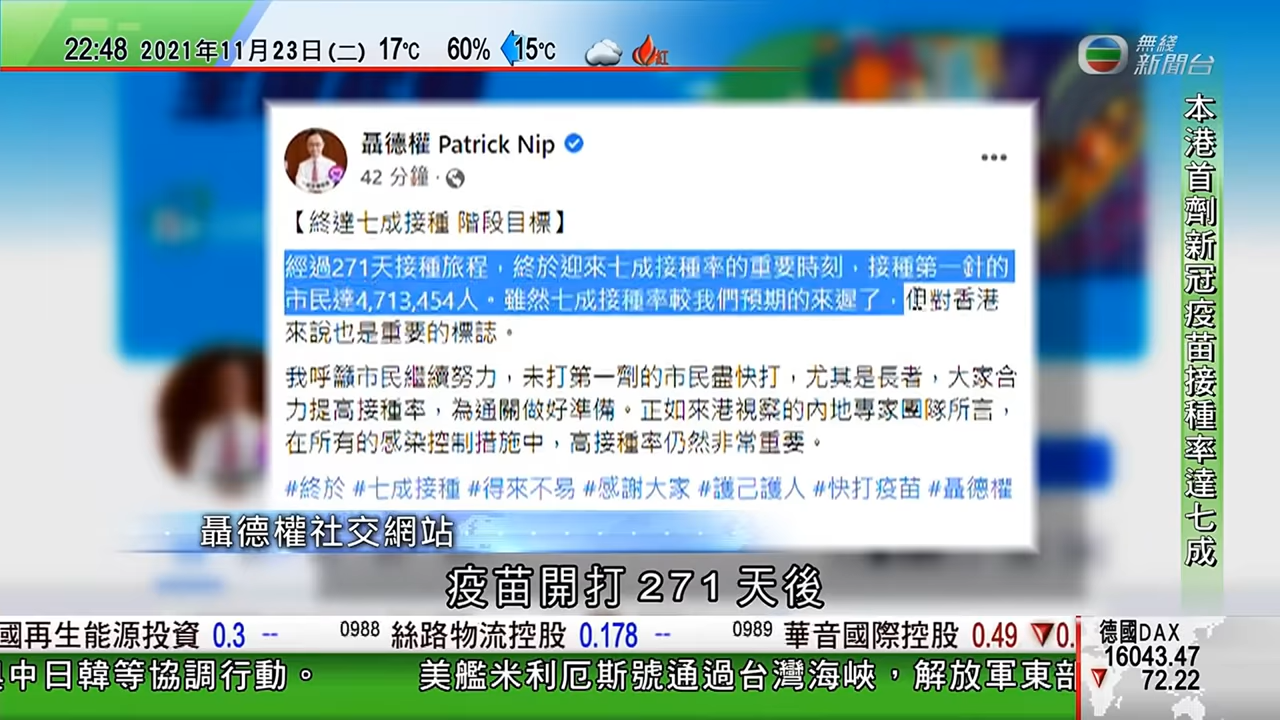 22:48 2021年11月23日(二) 17℃ 60% 15℃
紅
無綫
新聞台
本港首劑新冠疫苗接種率達七成
聶德權 Patrick Nip
42 分鐘 ·
【終達七成接種 階段目標】
經過271天接種旅程，終於迎來七成接種率的重要時刻，接種第一針的
市民達4,713,454人。雖然七成接種率較我們預期的來遲了，但對香港
來說也是重要的標誌。
我呼籲市民繼續努力，未打第一劑的市民盡快打，尤其是長者，大家合
力提高接種率，為通關做好準備。正如來港視察的內地專家團隊所言，
在所有的感染控制措施中，高接種率仍然非常重要。
#終於 #七成接種 #得來不易 #感謝大家 #護己護人 #快打疫苗 #聶德權
聶德權社交網站
疫苗開打 271 天後
國再生能源投資 0.3 -- 0988 絲路物流控股 0.178 -- 0989 華音國際控股 0.49 ▼0.
德國DAX
16043.47
▼ 72.22
中日韓等協調行動。 美艦米利厄斯號通過台灣海峽，解放軍東部